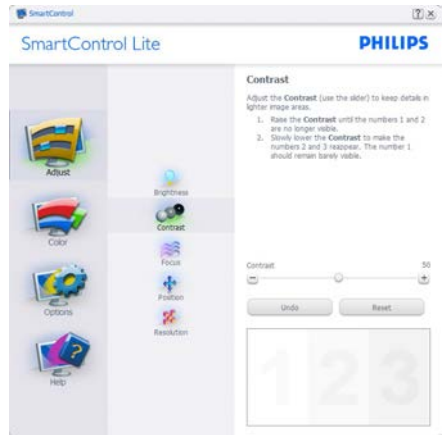 SmartControl
SmartControl Lite
PHILIPS
Adjust
Color
Options
Help
Brightness
Contrast
Focus
Position
Resolution
Contrast
Adjust the Contrast (use the slider) to keep details in
lighter image areas.
1. Raise the Contrast until the numbers 1 and 2
are no longer visible.
2. Slowly lower the Contrast to make the
numbers 2 and 3 reappear. The number 1
should remain barely visible.
Contrast 50
Undo Reset
1 2 3